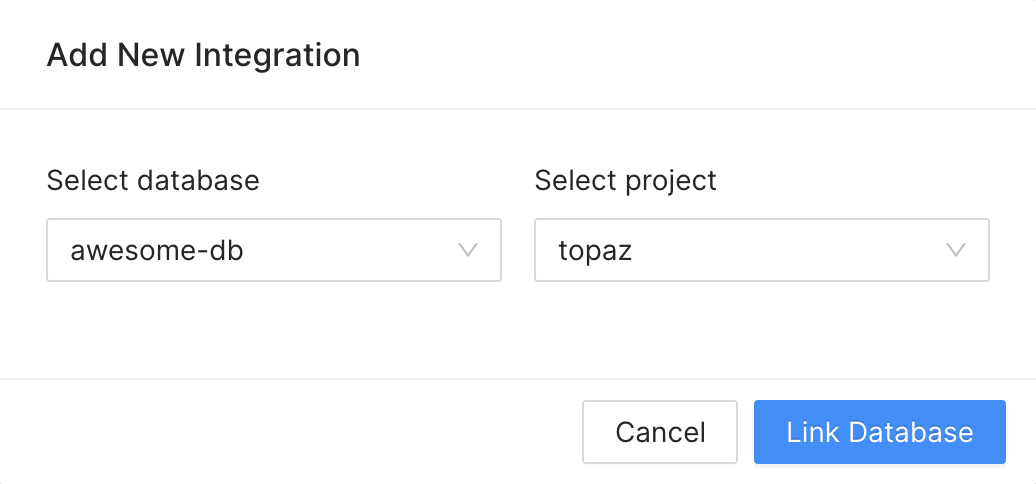 Add New Integration
Select database
Select project
awesome-db
topaz
Cancel
Link Database